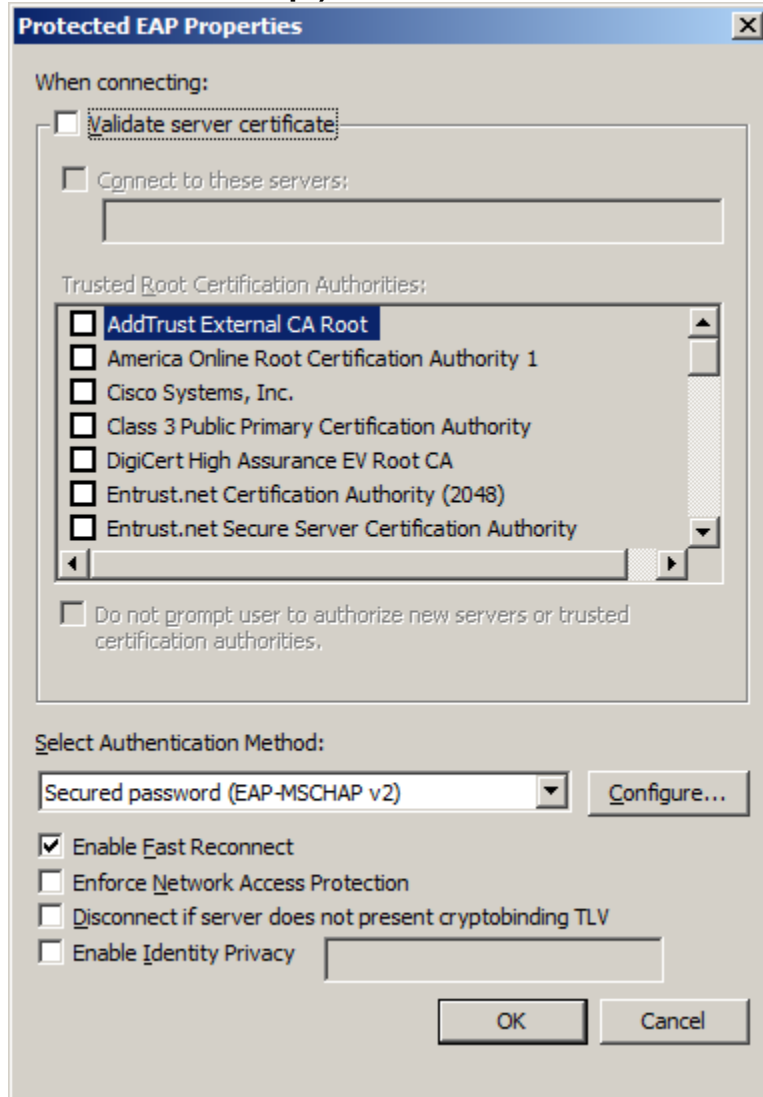 Protected EAP Properties
When connecting:
Validate server certificate
Connect to these servers:
Trusted Root Certification Authorities:
AddTrust External CA Root
America Online Root Certification Authority 1
Cisco Systems, Inc.
Class 3 Public Primary Certification Authority
DigiCert High Assurance EV Root CA
Entrust.net Certification Authority (2048)
Entrust.net Secure Server Certification Authority
Do not prompt user to authorize new servers or trusted
certification authorities.
Select Authentication Method:
Secured password (EAP-MSCHAP v2) Configure...
Enable Fast Reconnect
Enforce Network Access Protection
Disconnect if server does not present cryptobinding TLV
Enable Identity Privacy
OK Cancel